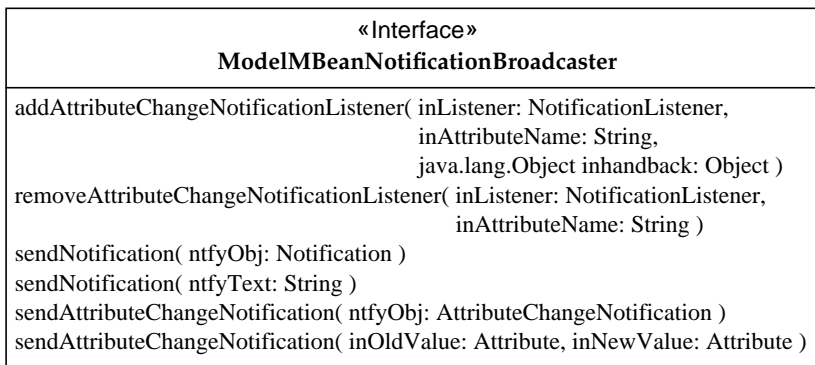 «Interface»
ModelMBeanNotificationBroadcaster
addAttributeChangeNotificationListener( inListener: NotificationListener,
inAttributeName: String,
java.lang.Object inhandback: Object )
removeAttributeChangeNotificationListener( inListener: NotificationListener,
inAttributeName: String )
sendNotification( ntfyObj: Notification )
sendNotification( ntfyText: String )
sendAttributeChangeNotification( ntfyObj: AttributeChangeNotification )
sendAttributeChangeNotification( inOldValue: Attribute, inNewValue: Attribute )